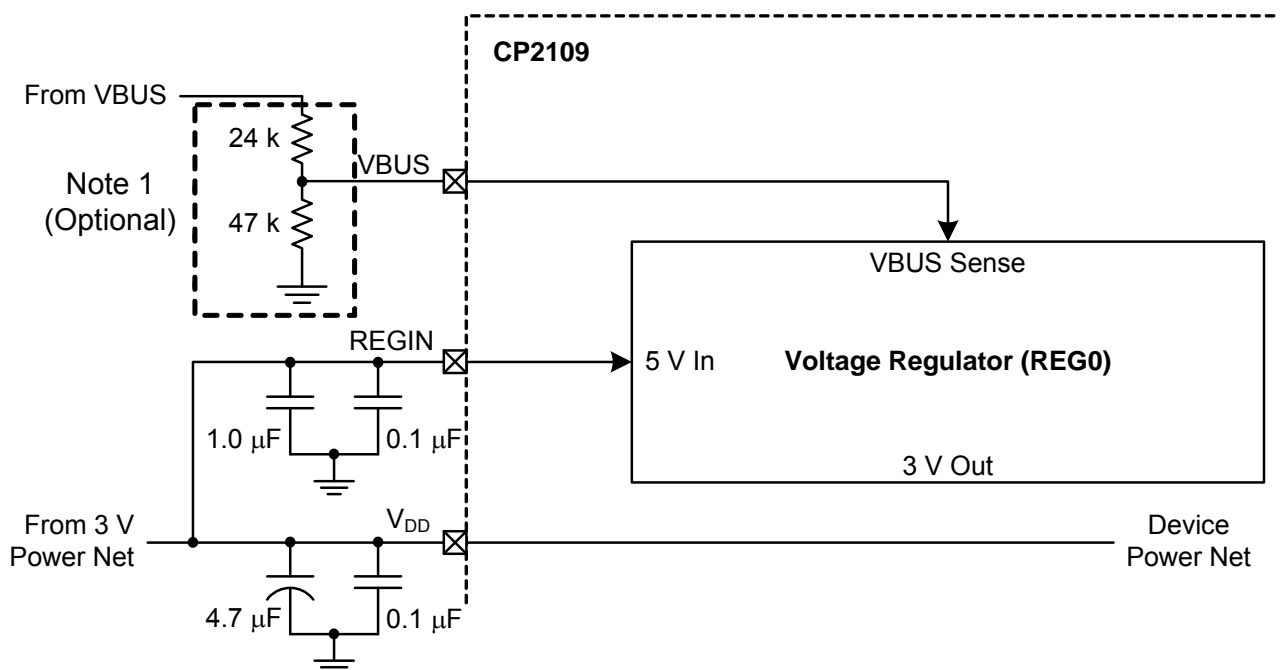 CP2109
From VBUS
24 k
VBUS
Note 1
(Optional)
47 k
VBUS Sense
REGIN
5 V In
Voltage Regulator (REG0)
1.0 μF
0.1 μF
3 V Out
From 3 V
Power Net
VDD
Device
Power Net
4.7 μF
0.1 μF